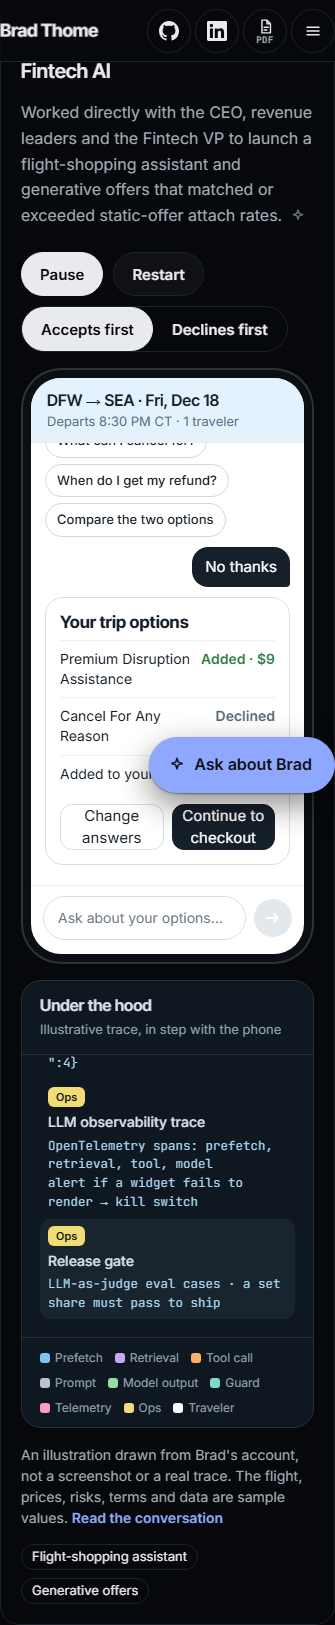 Brad Thome
PDF
Fintech AI
Worked directly with the CEO, revenue
leaders and the Fintech VP to launch a
flight-shopping assistant and
generative offers that matched or
exceeded static-offer attach rates.
Pause
Restart
Accepts first
Declines first
DFW → SEA · Fri, Dec 18
Departs 8:30 PM CT · 1 traveler
What can I cancel for?
When do I get my refund?
Compare the two options
No thanks
Your trip options
Premium Disruption
Assistance
Added · $9
Cancel For Any
Reason
Declined
Added to your
Ask about Brad
Change
answers
Continue to
checkout
Ask about your options...
Under the hood
Illustrative trace, in step with the phone
":4}
Ops
LLM observability trace
OpenTelemetry spans: prefetch,
retrieval, tool, model
alert if a widget fails to
render → kill switch
Ops
Release gate
LLM-as-judge eval cases · a set
share must pass to ship
Prefetch
Retrieval
Tool call
Prompt
Model output
Guard
Telemetry
Ops
Traveler
An illustration drawn from Brad's account,
not a screenshot or a real trace. The flight,
prices, risks, terms and data are sample
values. Read the conversation
Flight-shopping assistant
Generative offers